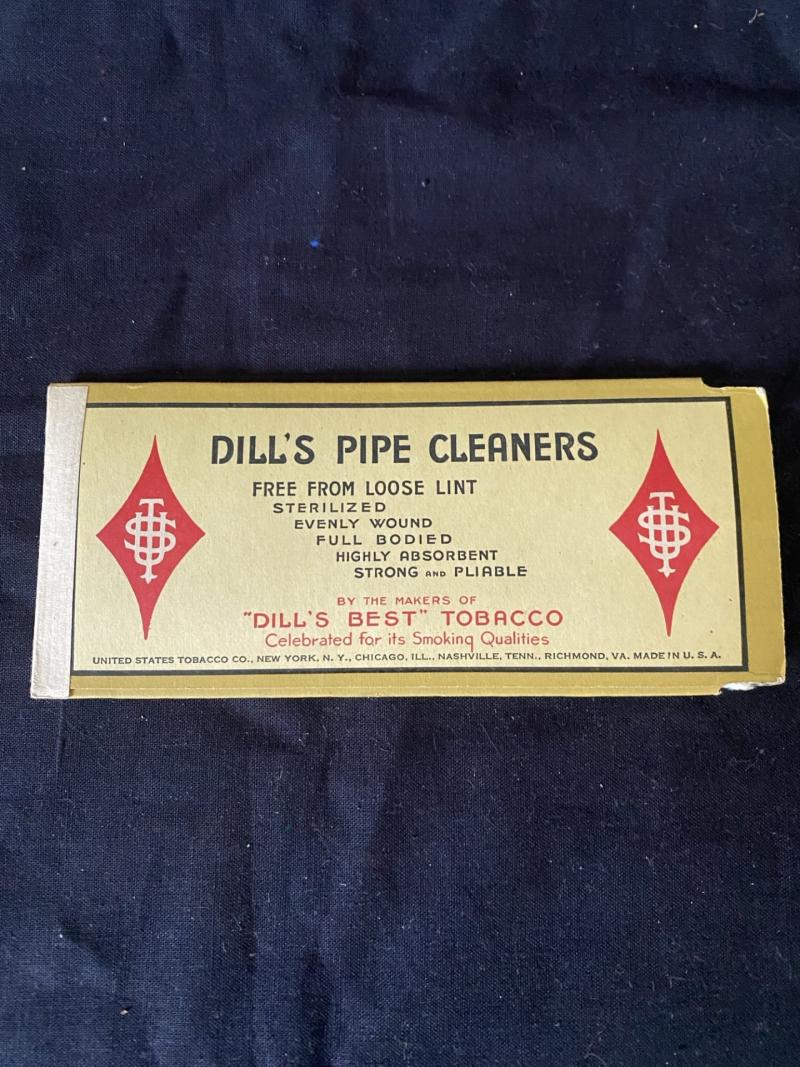 DILL'S PIPE CLEANERS
FREE FROM LOOSE LINT
STERILIZED
EVENLY WOUND
FULL BODIED
HIGHLY ABSORBENT
STRONG AND PLIABLE
BY THE MAKERS OF
"DILL'S BEST" TOBACCO
Celebrated for its Smoking Qualities
UNITED STATES TOBACCO CO., NEW YORK, N. Y., CHICAGO, ILL., NASHVILLE, TENN., RICHMOND, VA. MADE IN U. S. A.